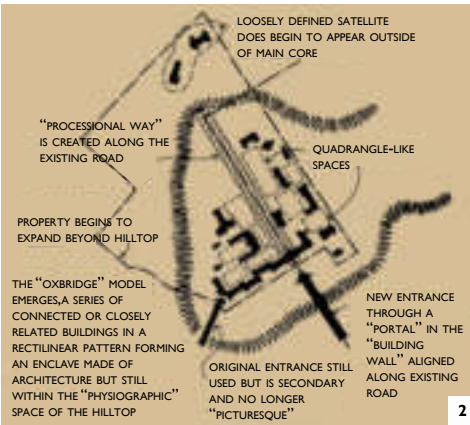 LOOSELY DEFINED SATELLITE
DOES BEGIN TO APPEAR OUTSIDE
OF MAIN CORE
“PROCESSIONAL WAY”
IS CREATED ALONG THE
EXISTING ROAD
QUADRANGLE-LIKE
SPACES
PROPERTY BEGINS TO
EXPAND BEYOND HILLTOP
THE “OXBRIDGE” MODEL
EMERGES,A SERIES OF
CONNECTED OR CLOSELY
RELATED BUILDINGS IN A
RECTILINEAR PATTERN FORMING
AN ENCLAVE MADE OF
ARCHITECTURE BUT STILL
WITHIN THE “PHYSIOGRAPHIC”
SPACE OF THE HILLTOP
ORIGINAL ENTRANCE STILL
USED BUT IS SECONDARY
AND NO LONGER
“PICTURESQUE”
NEW ENTRANCE
THROUGH A
“PORTAL” IN THE
“BUILDING
WALL” ALIGNED
ALONG EXISTING
ROAD
2